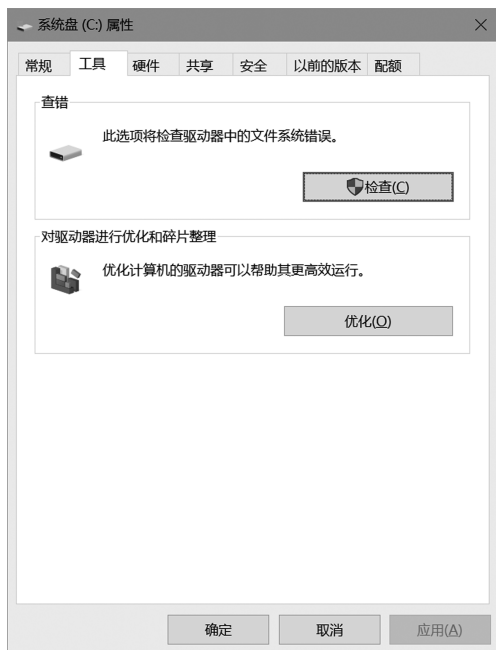 系统盘 (C:) 属性
常规 工具 硬件 共享 安全 以前的版本 配额
查错
此选项将检查驱动器中的文件系统错误。
检查(C)
对驱动器进行优化和碎片整理
优化计算机的驱动器可以帮助其更高效运行。
优化(O)
确定 取消 应用(A)